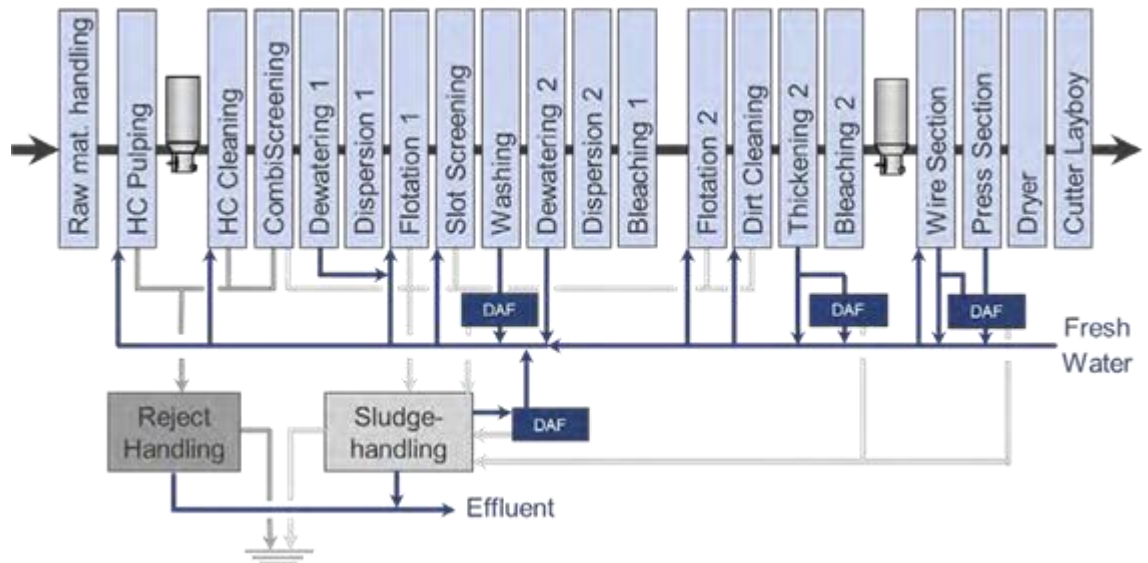 Raw mat. handling
HC Pulping
HC Cleaning
CombiScreening
Dewatering 1
Dispersion 1
Flotation 1
Slot Screening
Washing
Dewatering 2
Dispersion 2
Bleaching 1
Flotation 2
Dirt Cleaning
Thickening 2
Bleaching 2
Wire Section
Press Section
Dryer
Cutter Layboy
DAF
DAF
DAF
Fresh
Water
Reject
Handling
Sludge-
handling
DAF
Effluent